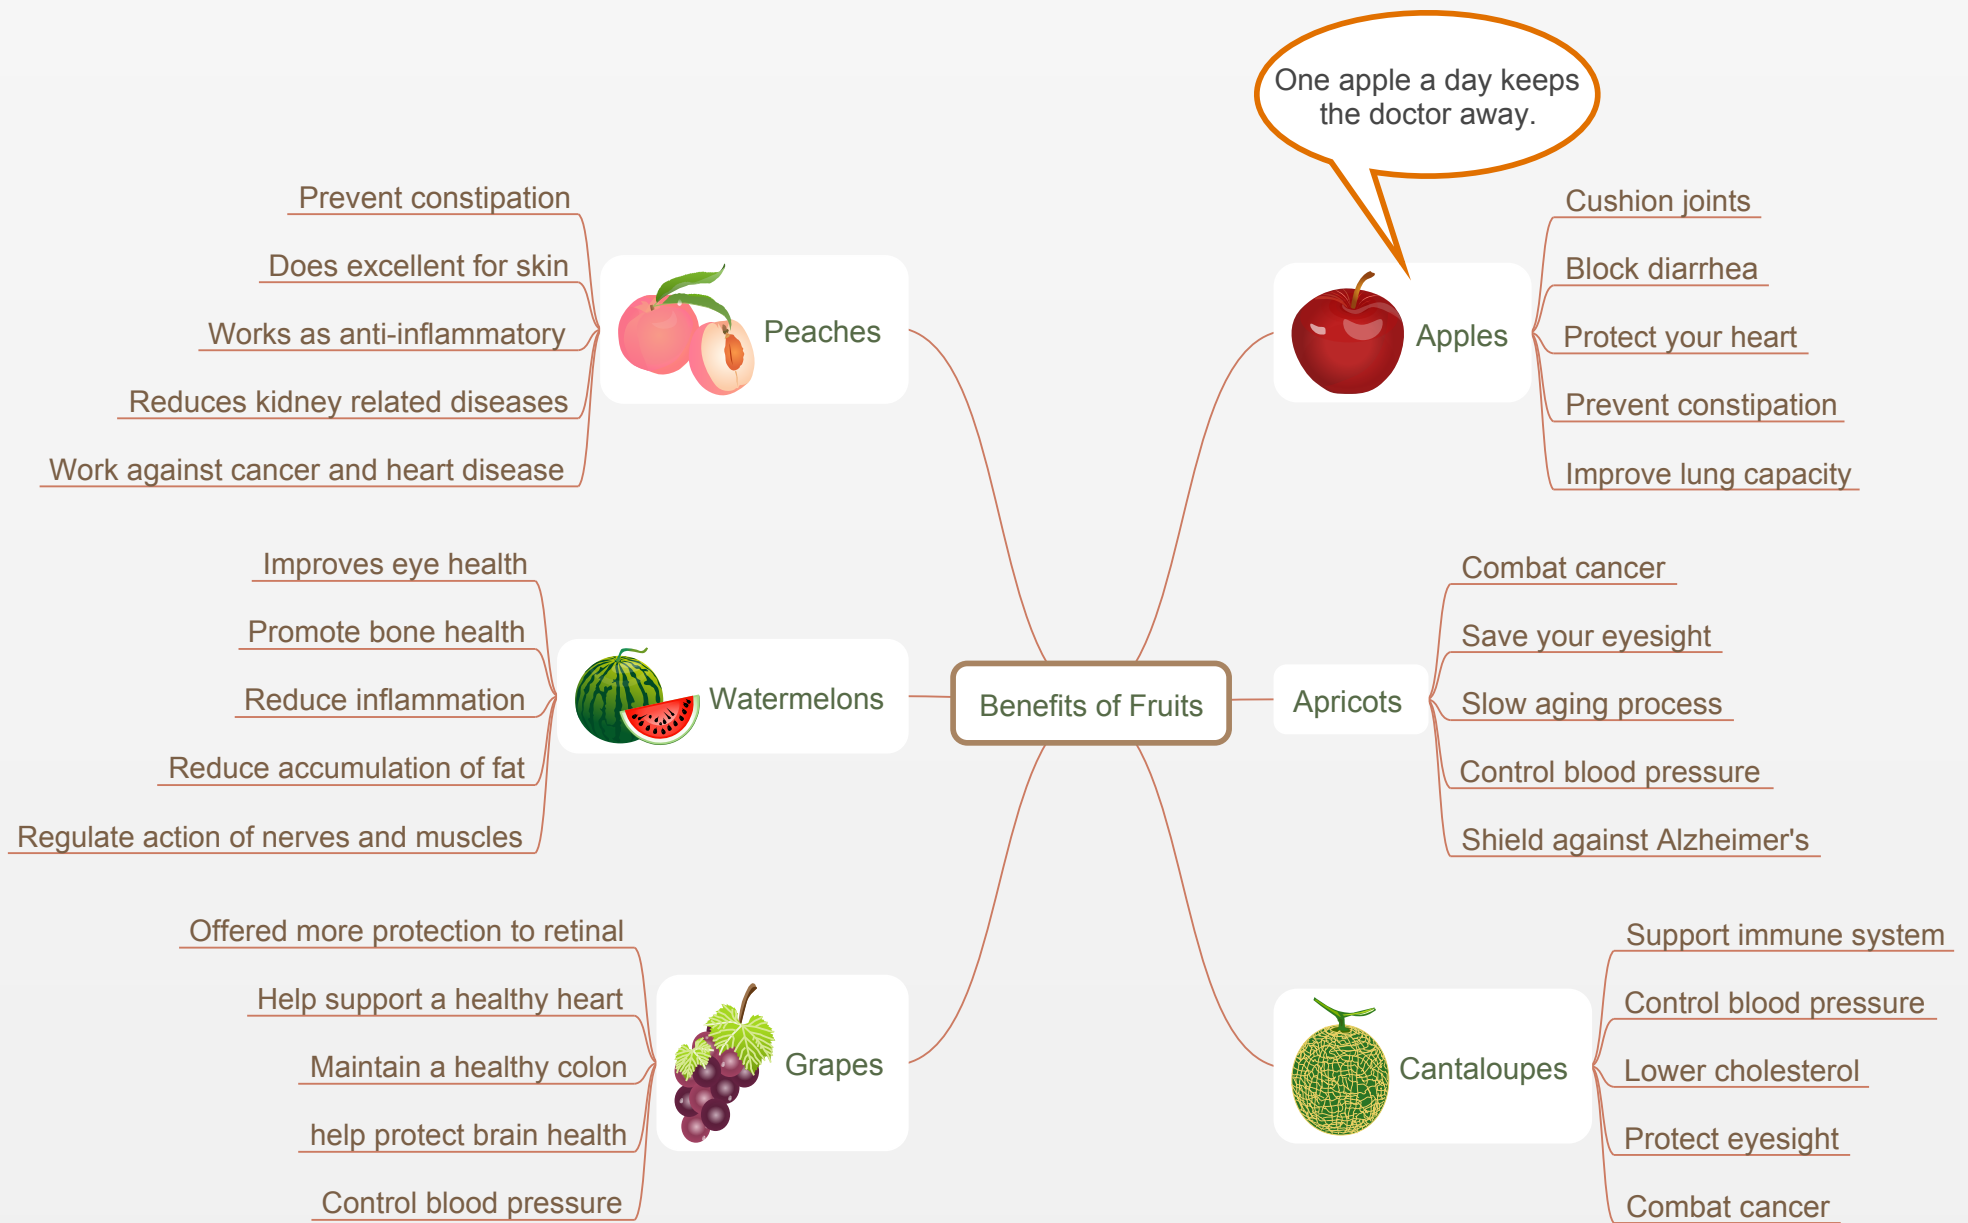 One apple a day keeps
the doctor away.
Prevent constipation
Does excellent for skin
Works as anti-inflammatory
Reduces kidney related diseases
Work against cancer and heart disease
Peaches
Apples
Cushion joints
Block diarrhea
Protect your heart
Prevent constipation
Improve lung capacity
Improves eye health
Promote bone health
Reduce inflammation
Reduce accumulation of fat
Regulate action of nerves and muscles
Watermelons
Benefits of Fruits
Apricots
Combat cancer
Save your eyesight
Slow aging process
Control blood pressure
Shield against Alzheimer's
Offered more protection to retinal
Help support a healthy heart
Maintain a healthy colon
help protect brain health
Control blood pressure
Grapes
Cantaloupes
Support immune system
Control blood pressure
Lower cholesterol
Protect eyesight
Combat cancer